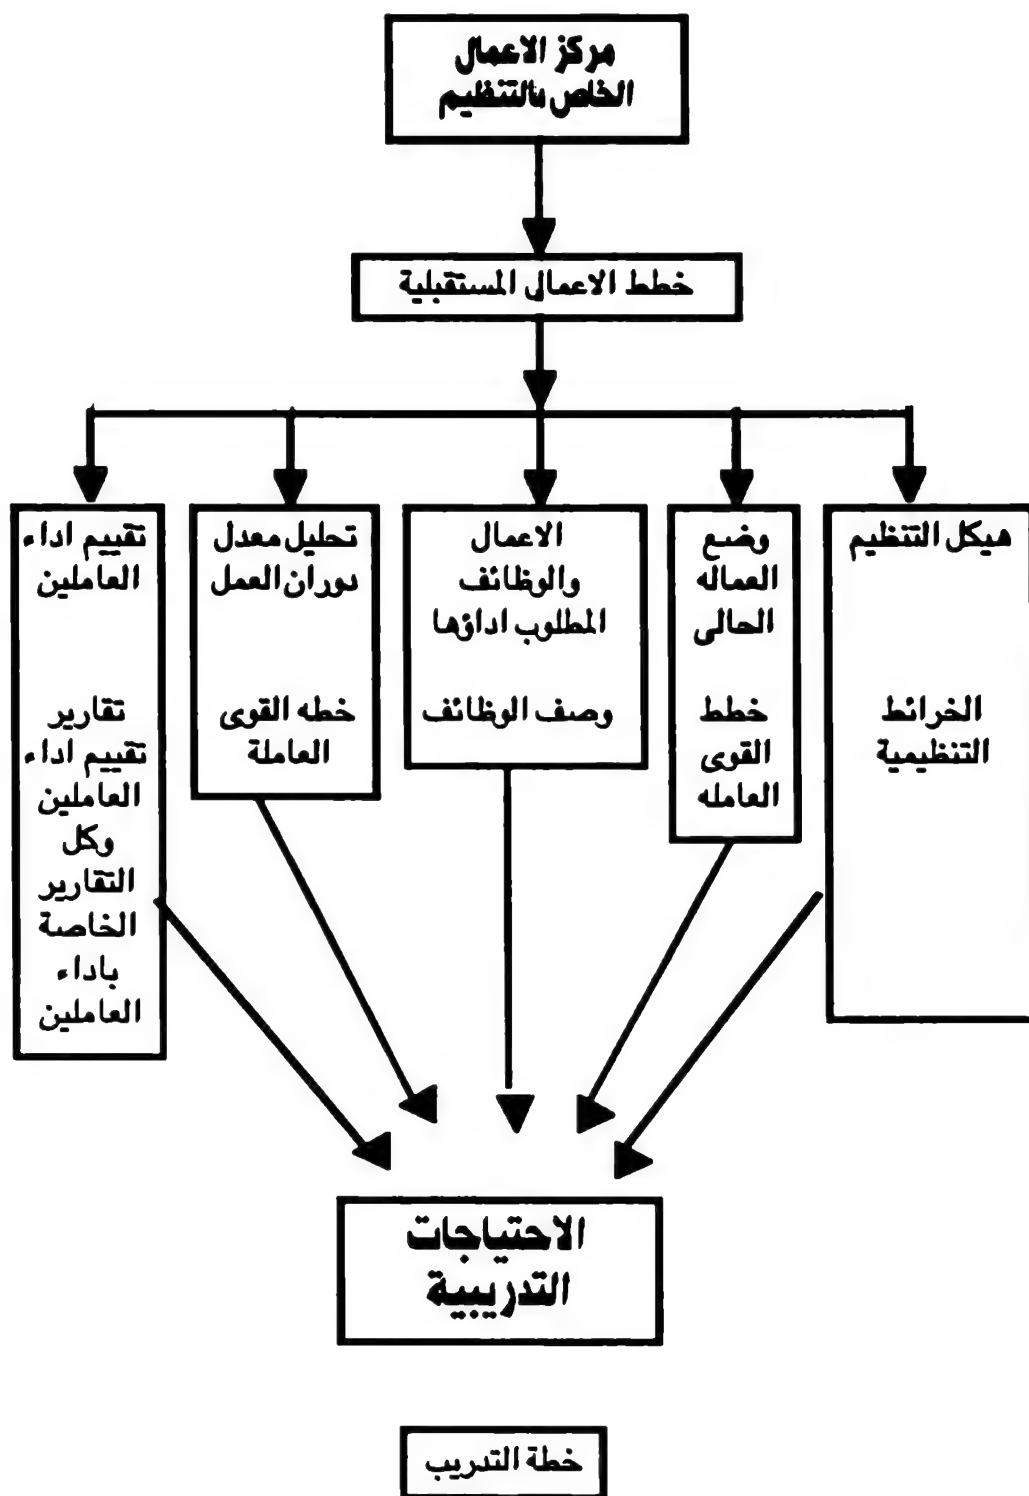 مركز الاعمال
الخاص بالتنظيم
خطط الاعمال المستقبلية
هيكل التنظيم
الخرائط
التنظيمية
وضع
العماله
الحالى
خطط
القوى
العامله
الاعمال
والوظائف
المطلوب اداؤها
وصف الوظائف
تحليل معدل
دوران العمل
خطه القوى
العاملة
تقييم اداء
العاملين
تقارير
تقييم اداء
العاملين
وكل
التقارير
الخاصة
باداء
العاملين
الاحتياجات
التدريبية
خطة التدريب